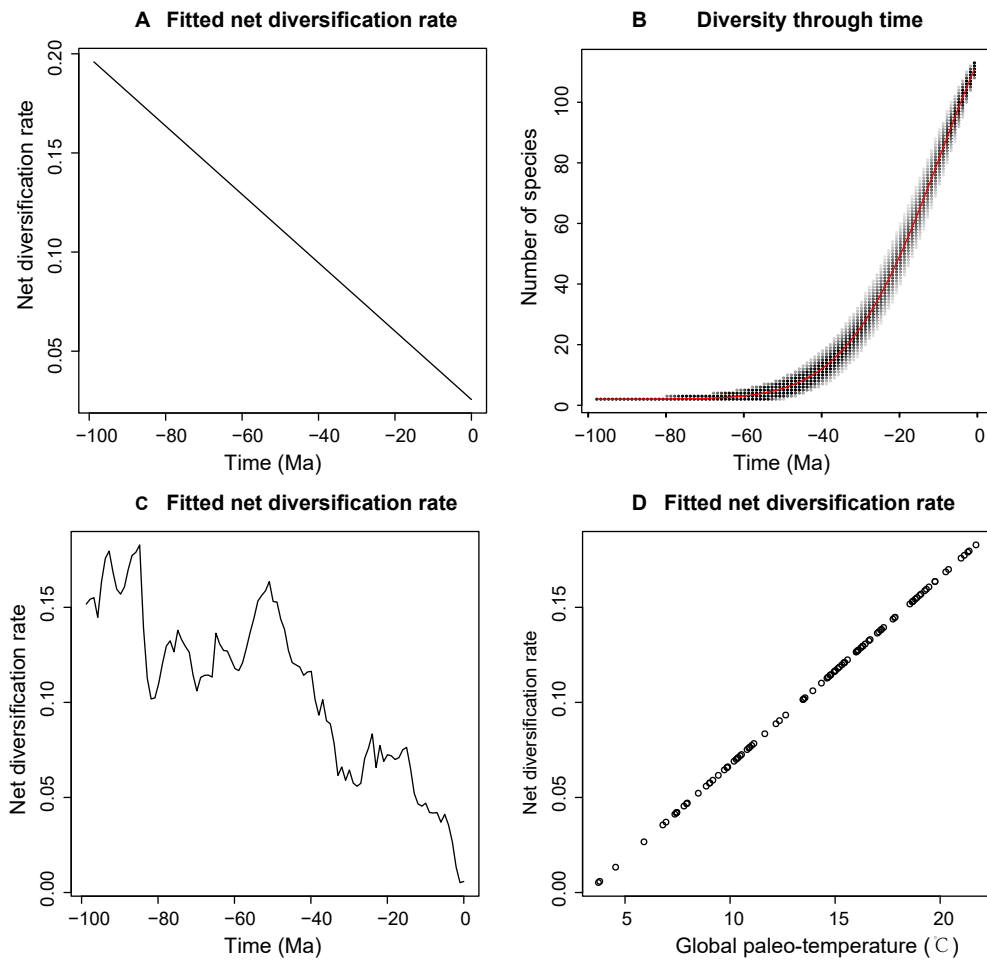 A Fitted net diversification rate
Net diversification rate
0.20
0.15
0.10
0.05
−100 −80 −60 −40 −20 0
Time (Ma)
B Diversity through time
Number of species
100
80
60
40
20
0
−100 −80 −60 −40 −20 0
Time (Ma)
C Fitted net diversification rate
Net diversification rate
0.15
0.10
0.05
0.00
−100 −80 −60 −40 −20 0
Time (Ma)
D Fitted net diversification rate
Net diversification rate
0.15
0.10
0.05
0.00
5 10 15 20
Global paleo-temperature (℃)